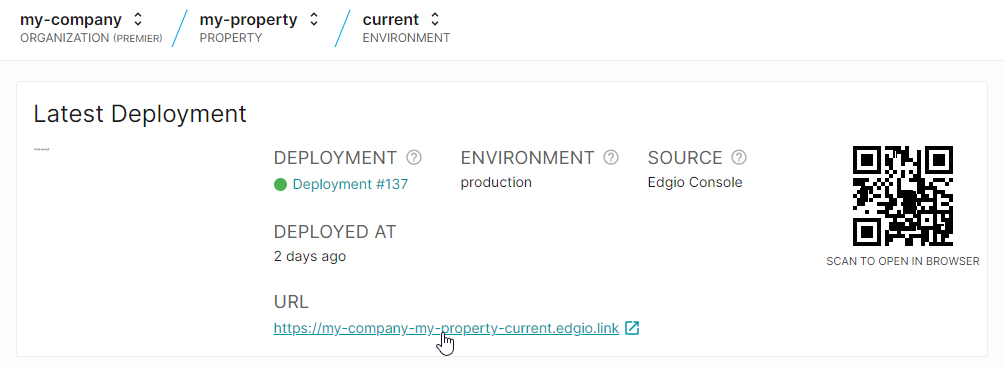 my-company my-property current
ORGANIZATION (PREMIER) PROPERTY ENVIRONMENT
Latest Deployment
DEPLOYMENT ? ENVIRONMENT ? SOURCE ?
Deployment #137 production Edgio Console
DEPLOYED AT
2 days ago
SCAN TO OPEN IN BROWSER
URL
https://my-company-my-property-current.edgio.link